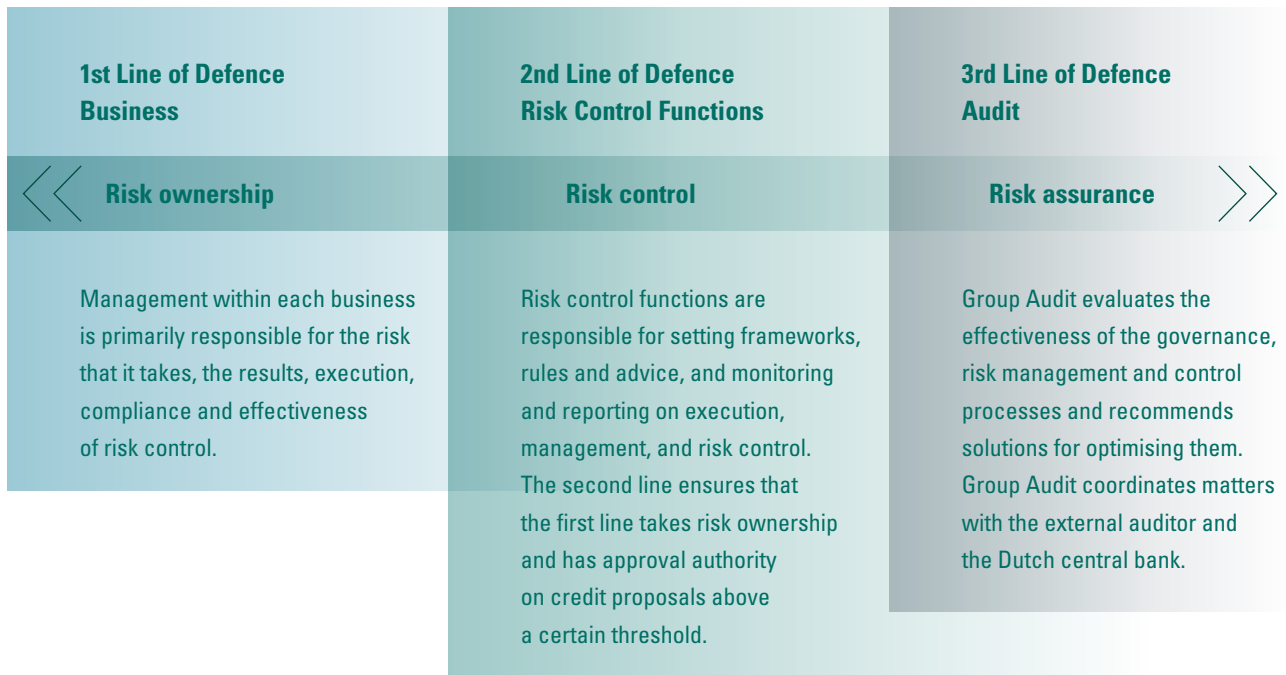 1st Line of Defence
Business
Risk ownership
Management within each business
is primarily responsible for the risk
that it takes, the results, execution,
compliance and effectiveness
of risk control.
2nd Line of Defence
Risk Control Functions
Risk control
Risk control functions are
responsible for setting frameworks,
rules and advice, and monitoring
and reporting on execution,
management, and risk control.
The second line ensures that
the first line takes risk ownership
and has approval authority
on credit proposals above
a certain threshold.
3rd Line of Defence
Audit
Risk assurance
Group Audit evaluates the
effectiveness of the governance,
risk management and control
processes and recommends
solutions for optimising them.
Group Audit coordinates matters
with the external auditor and
the Dutch central bank.